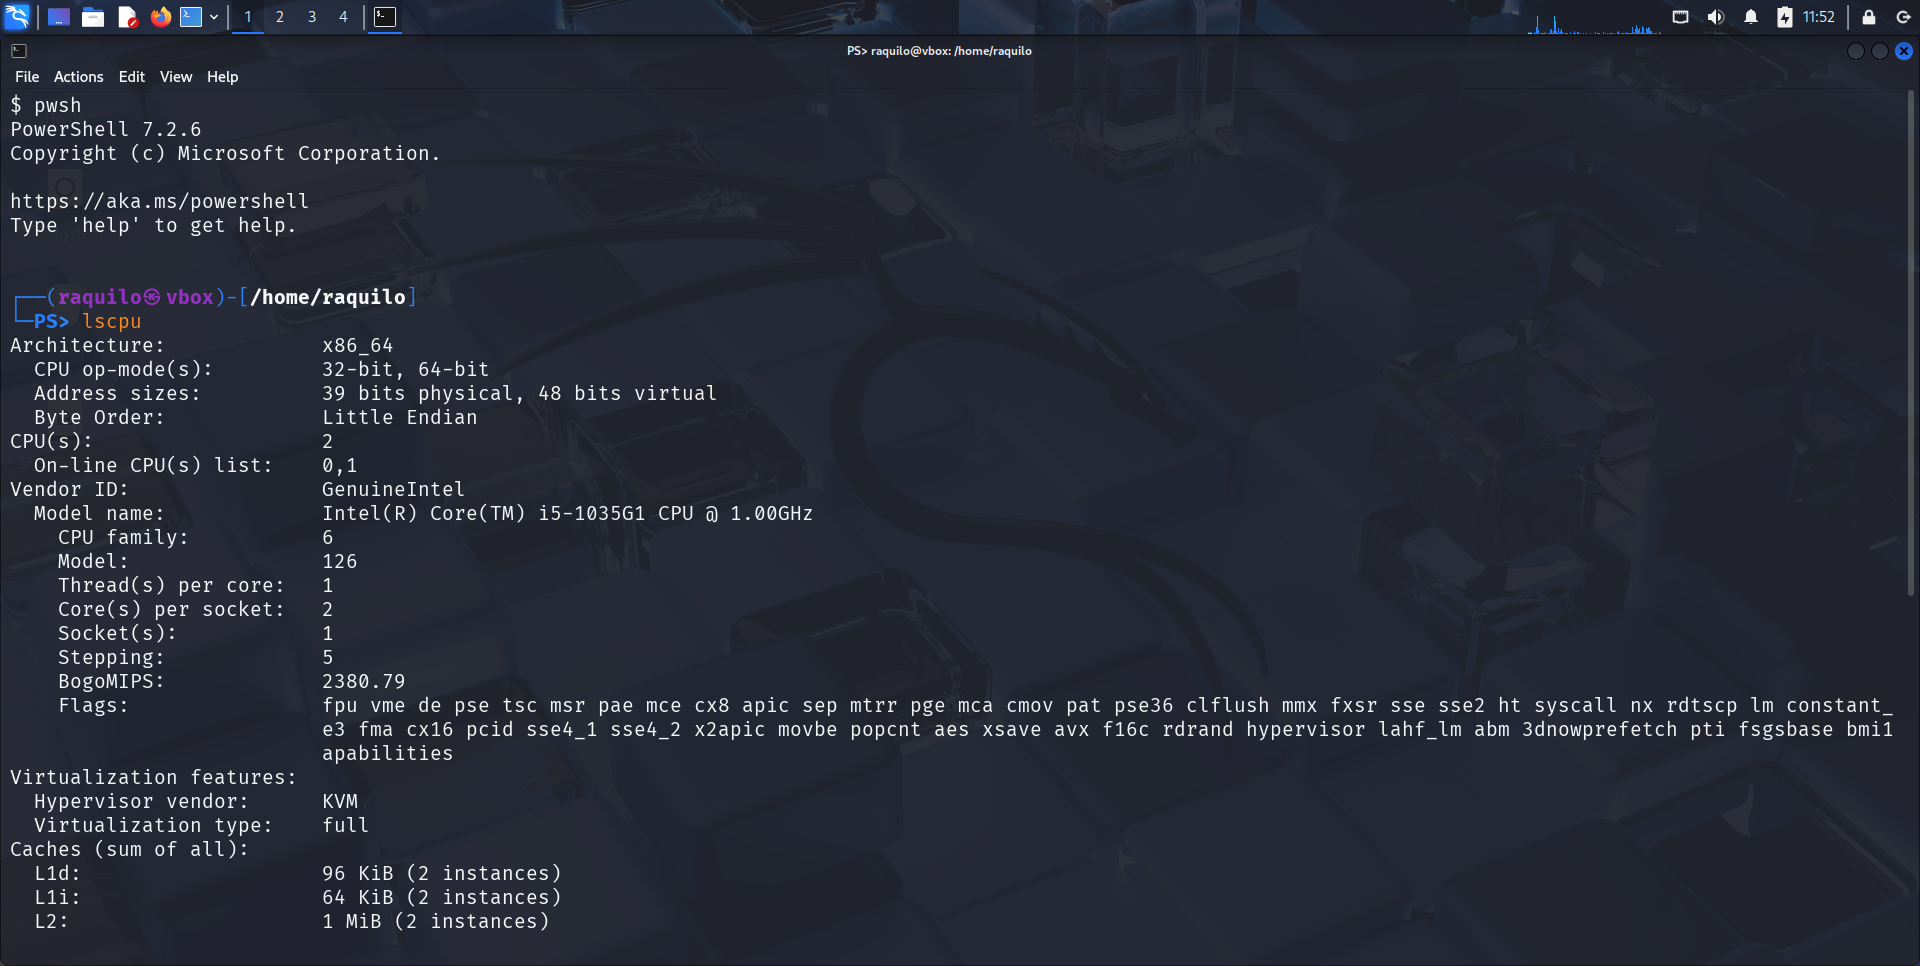 1 2 3 4 11:52
PS> raquilo@vbox: /home/raquilo
File Actions Edit View Help
$ pwsh
PowerShell 7.2.6
Copyright (c) Microsoft Corporation.
https://aka.ms/powershell
Type 'help' to get help.
┌──(raquilo㉿vbox)-[/home/raquilo]
└─PS> lscpu
Architecture: x86_64
CPU op-mode(s): 32-bit, 64-bit
Address sizes: 39 bits physical, 48 bits virtual
Byte Order: Little Endian
CPU(s): 2
On-line CPU(s) list: 0,1
Vendor ID: GenuineIntel
Model name: Intel(R) Core(TM) i5-1035G1 CPU @ 1.00GHz
CPU family: 6
Model: 126
Thread(s) per core: 1
Core(s) per socket: 2
Socket(s): 1
Stepping: 5
BogoMIPS: 2380.79
Flags: fpu vme de pse tsc msr pae mce cx8 apic sep mtrr pge mca cmov pat pse36 clflush mmx fxsr sse sse2 ht syscall nx rdtscp lm constant_
e3 fma cx16 pcid sse4_1 sse4_2 x2apic movbe popcnt aes xsave avx f16c rdrand hypervisor lahf_lm abm 3dnowprefetch pti fsgsbase bmi1
apabilities
Virtualization features:
Hypervisor vendor: KVM
Virtualization type: full
Caches (sum of all):
L1d: 96 KiB (2 instances)
L1i: 64 KiB (2 instances)
L2: 1 MiB (2 instances)